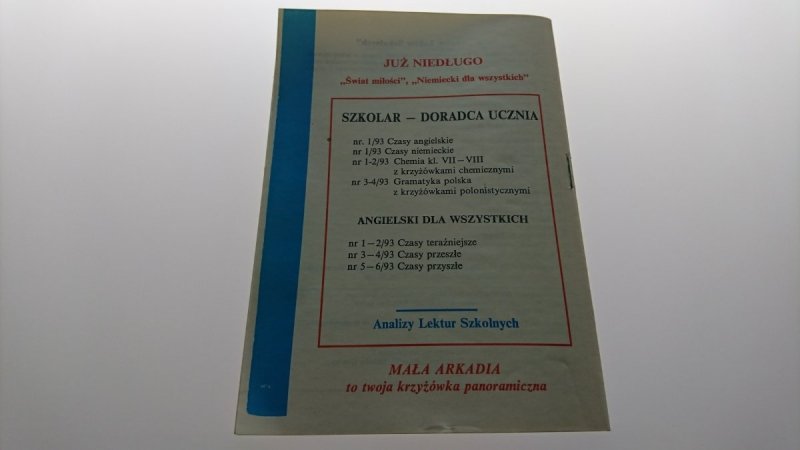 JUŻ NIEDŁUGO
„Świat miłości”, „Niemiecki dla wszystkich”
SZKOLAR — DORADCA UCZNIA
nr. 1/93 Czasy angielskie
nr 1/93 Czasy niemieckie
nr 1-2/93 Chemia kl. VII—VIII
z krzyżówkami chemicznymi
nr 3-4/93 Gramatyka polska
z krzyżówkami polonistycznymi
ANGIELSKI DLA WSZYSTKICH
nr 1—2/93 Czasy teraźniejsze
nr 3—4/93 Czasy przeszłe
nr 5—6/93 Czasy przyszłe
Analizy Lektur Szkolnych
MAŁA ARKADIA
to twoja krzyżówka panoramiczna